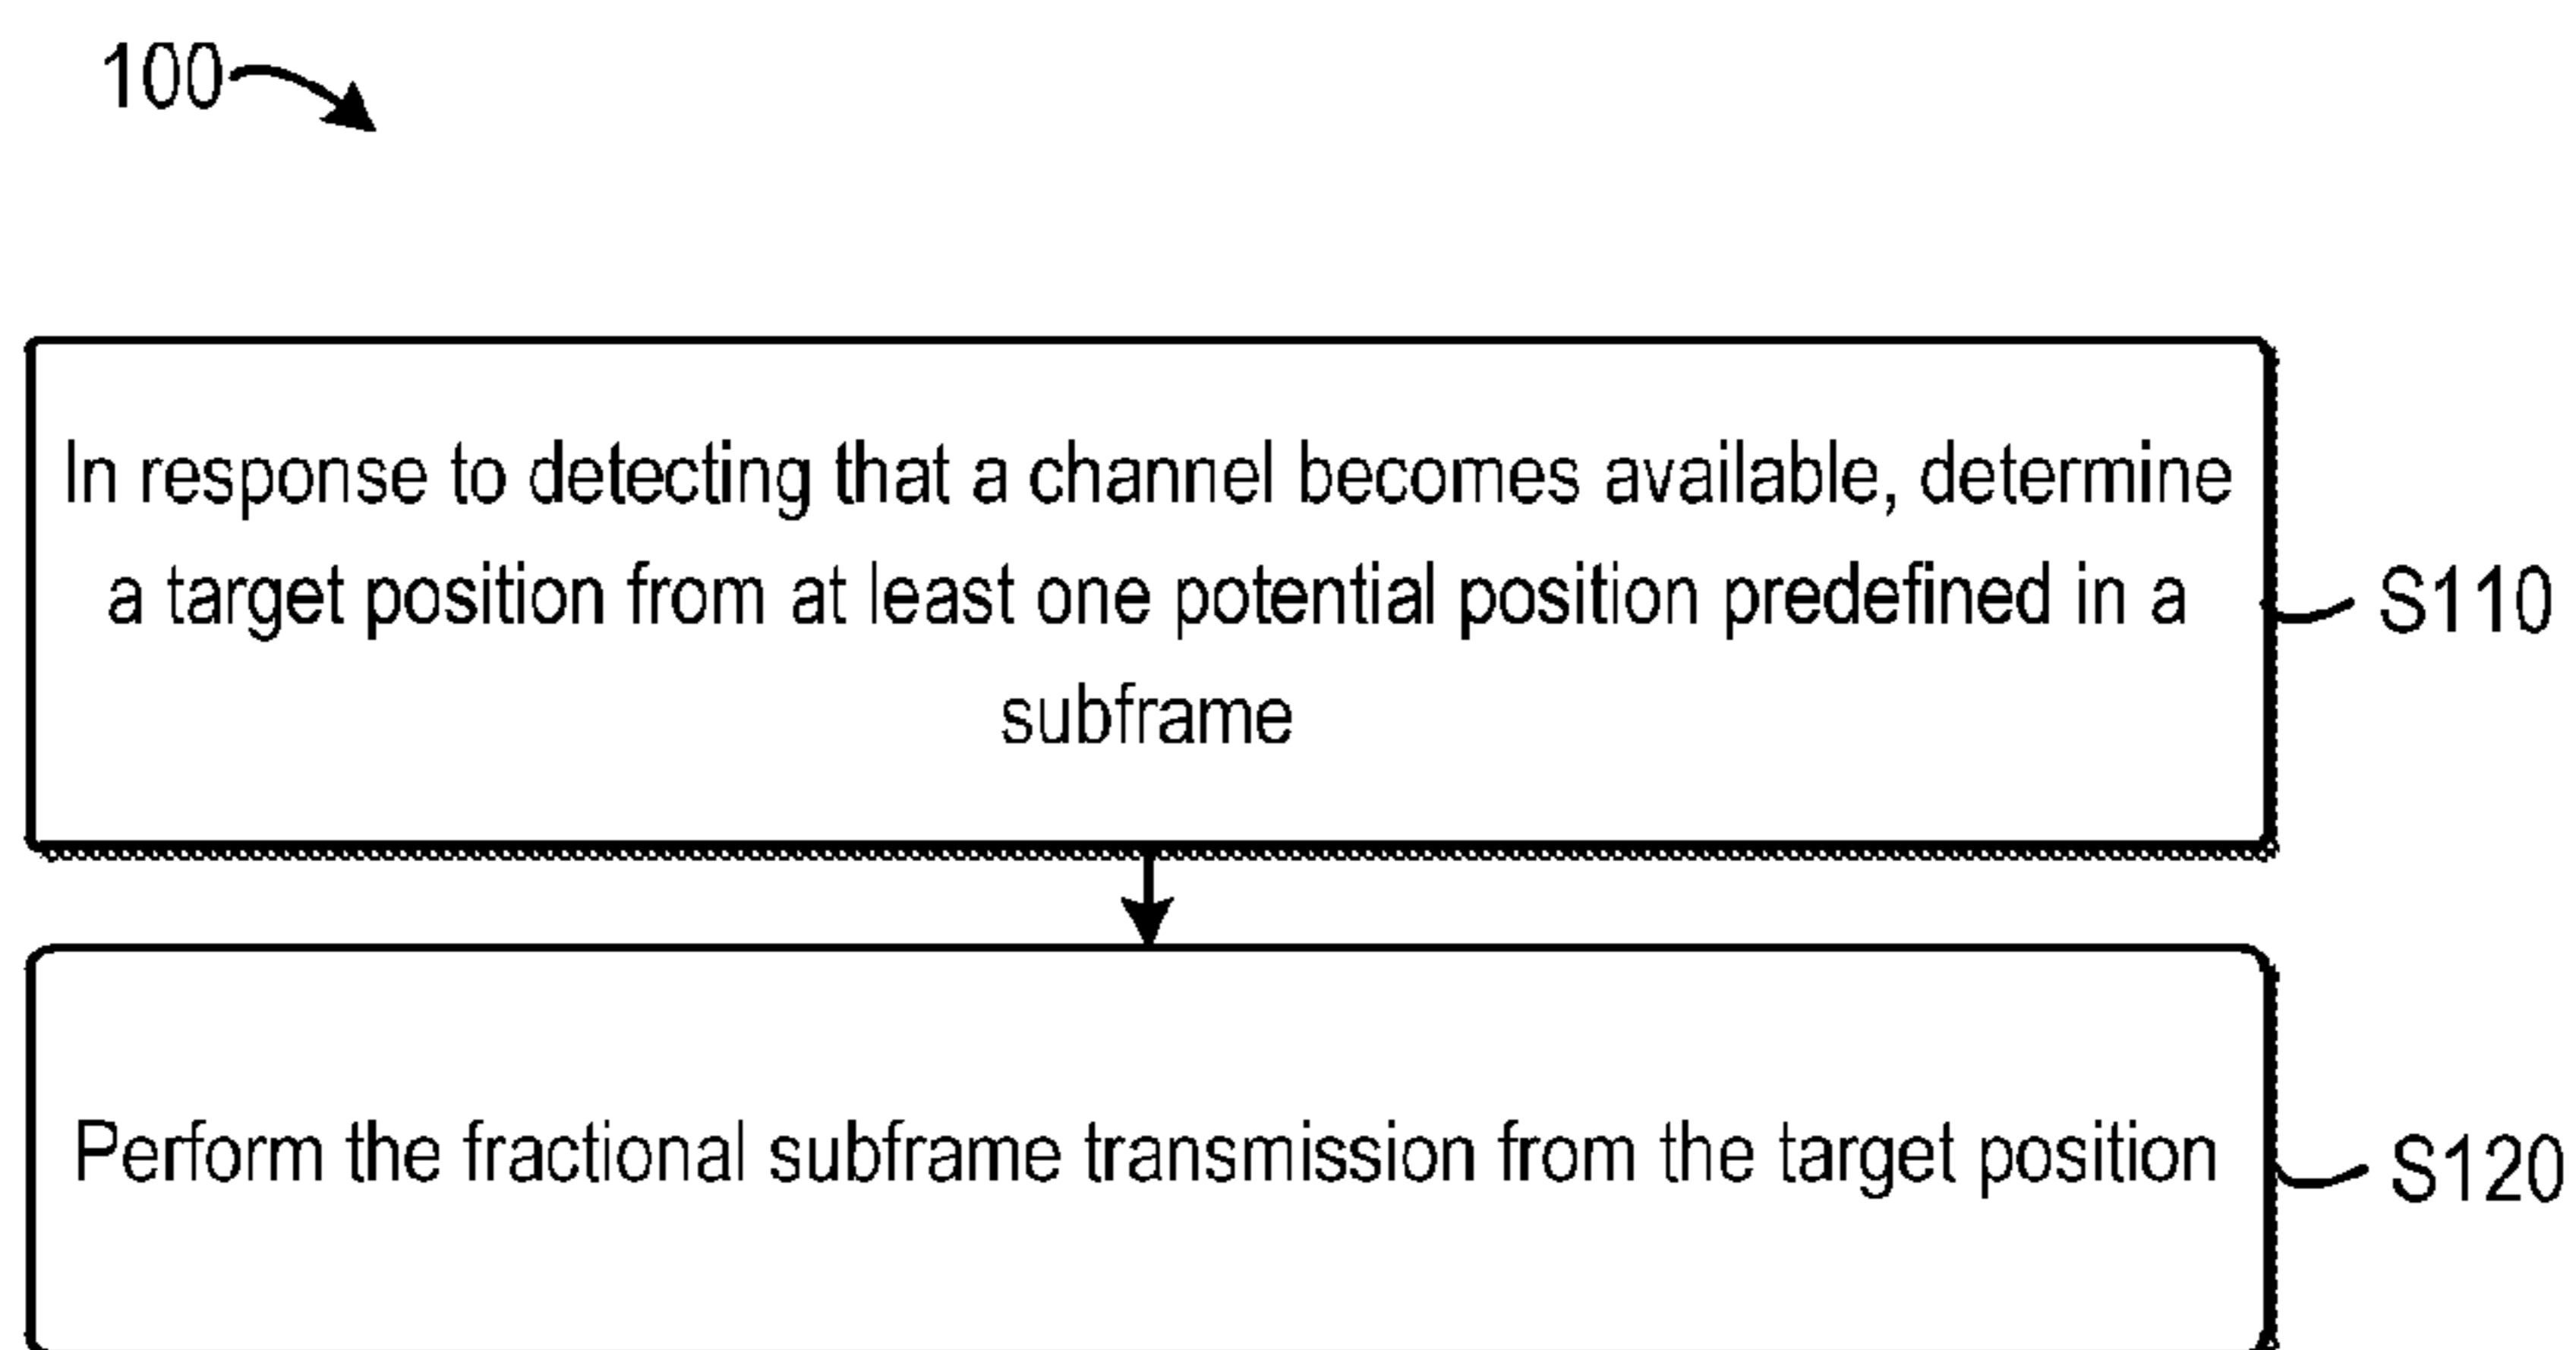 100
In response to detecting that a channel becomes available, determine
a target position from at least one potential position predefined in a
subframe
S110
Perform the fractional subframe transmission from the target position
S120